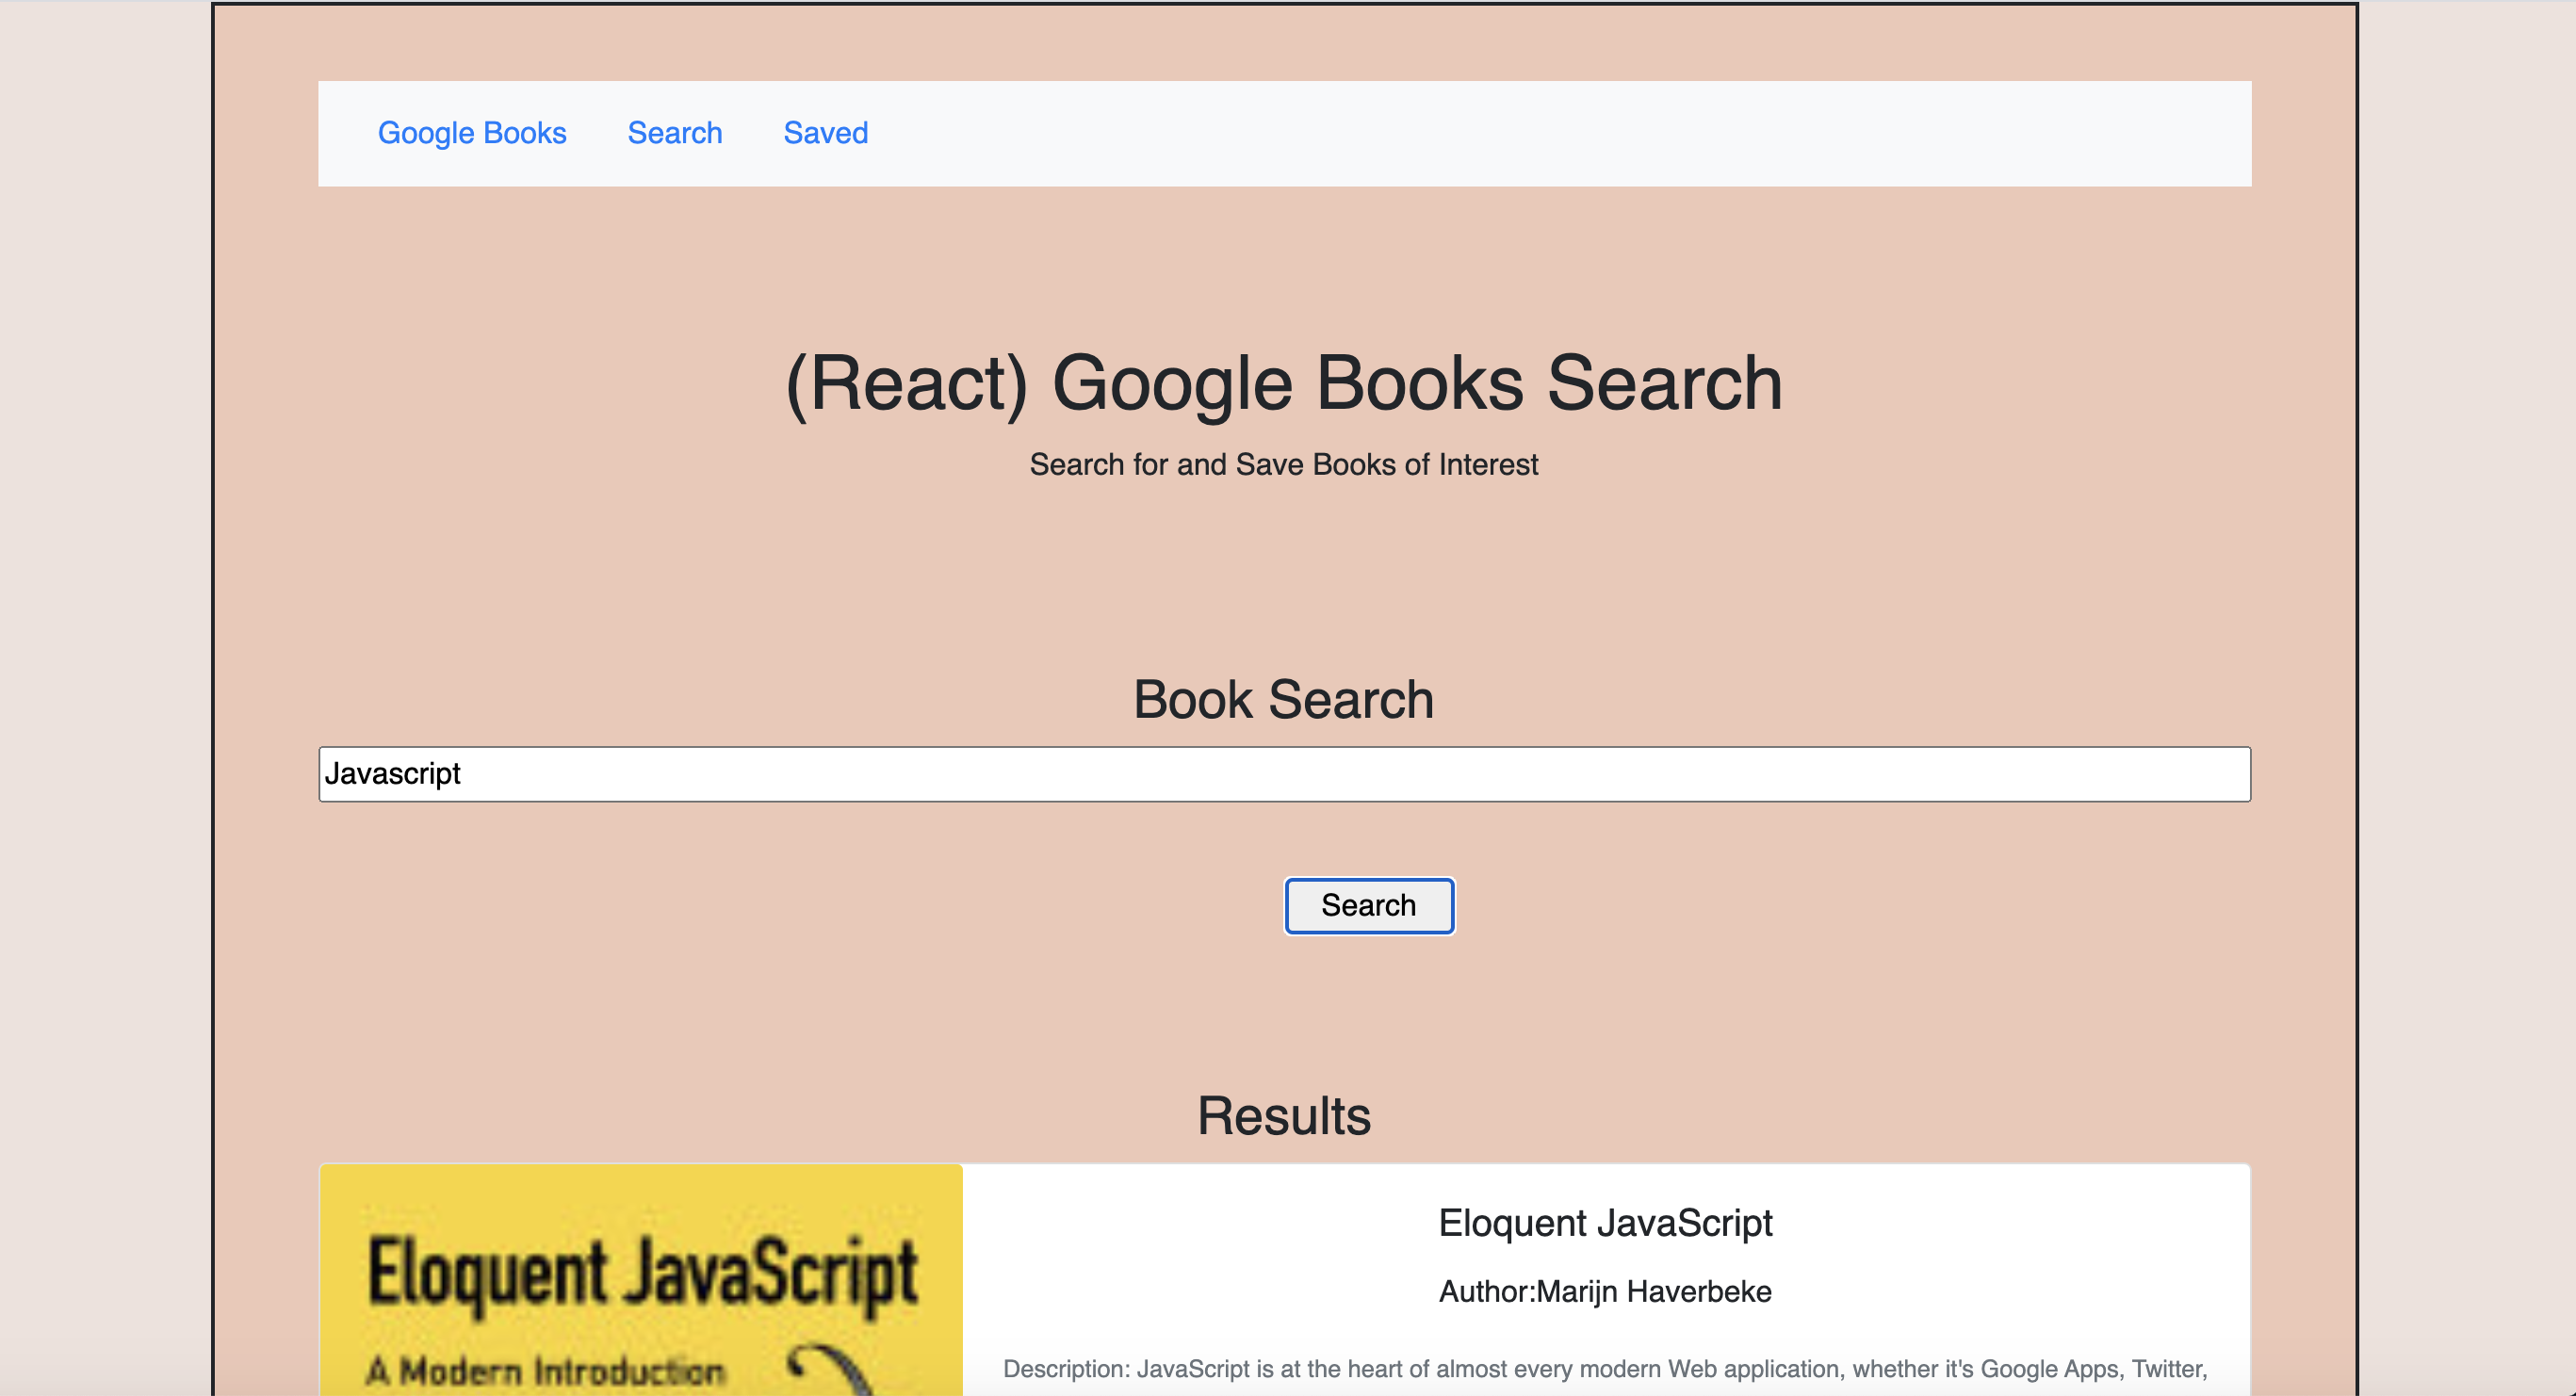 Google Books Search Saved
(React) Google Books Search
Search for and Save Books of Interest
Book Search
Javascript
Search
Results
Eloquent JavaScript
A Modern Introduction
Eloquent JavaScript
Author:Marijn Haverbeke
Description: JavaScript is at the heart of almost every modern Web application, whether it's Google Apps, Twitter,